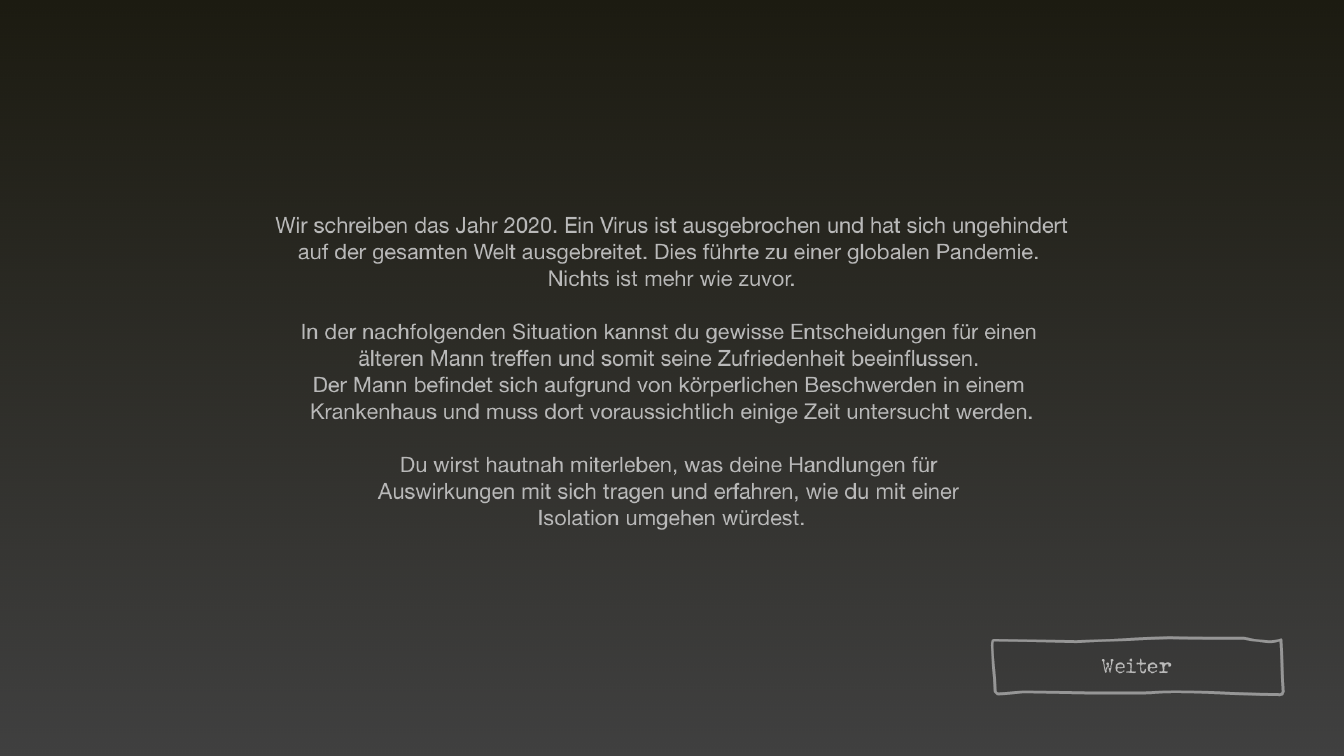 Wir schreiben das Jahr 2020. Ein Virus ist ausgebrochen und hat sich ungehindert
auf der gesamten Welt ausgebreitet. Dies führte zu einer globalen Pandemie.
Nichts ist mehr wie zuvor.
In der nachfolgenden Situation kannst du gewisse Entscheidungen für einen
älteren Mann treffen und somit seine Zufriedenheit beeinflussen.
Der Mann befindet sich aufgrund von körperlichen Beschwerden in einem
Krankenhaus und muss dort voraussichtlich einige Zeit untersucht werden.
Du wirst hautnah miterleben, was deine Handlungen für
Auswirkungen mit sich tragen und erfahren, wie du mit einer
Isolation umgehen würdest.
Weiter